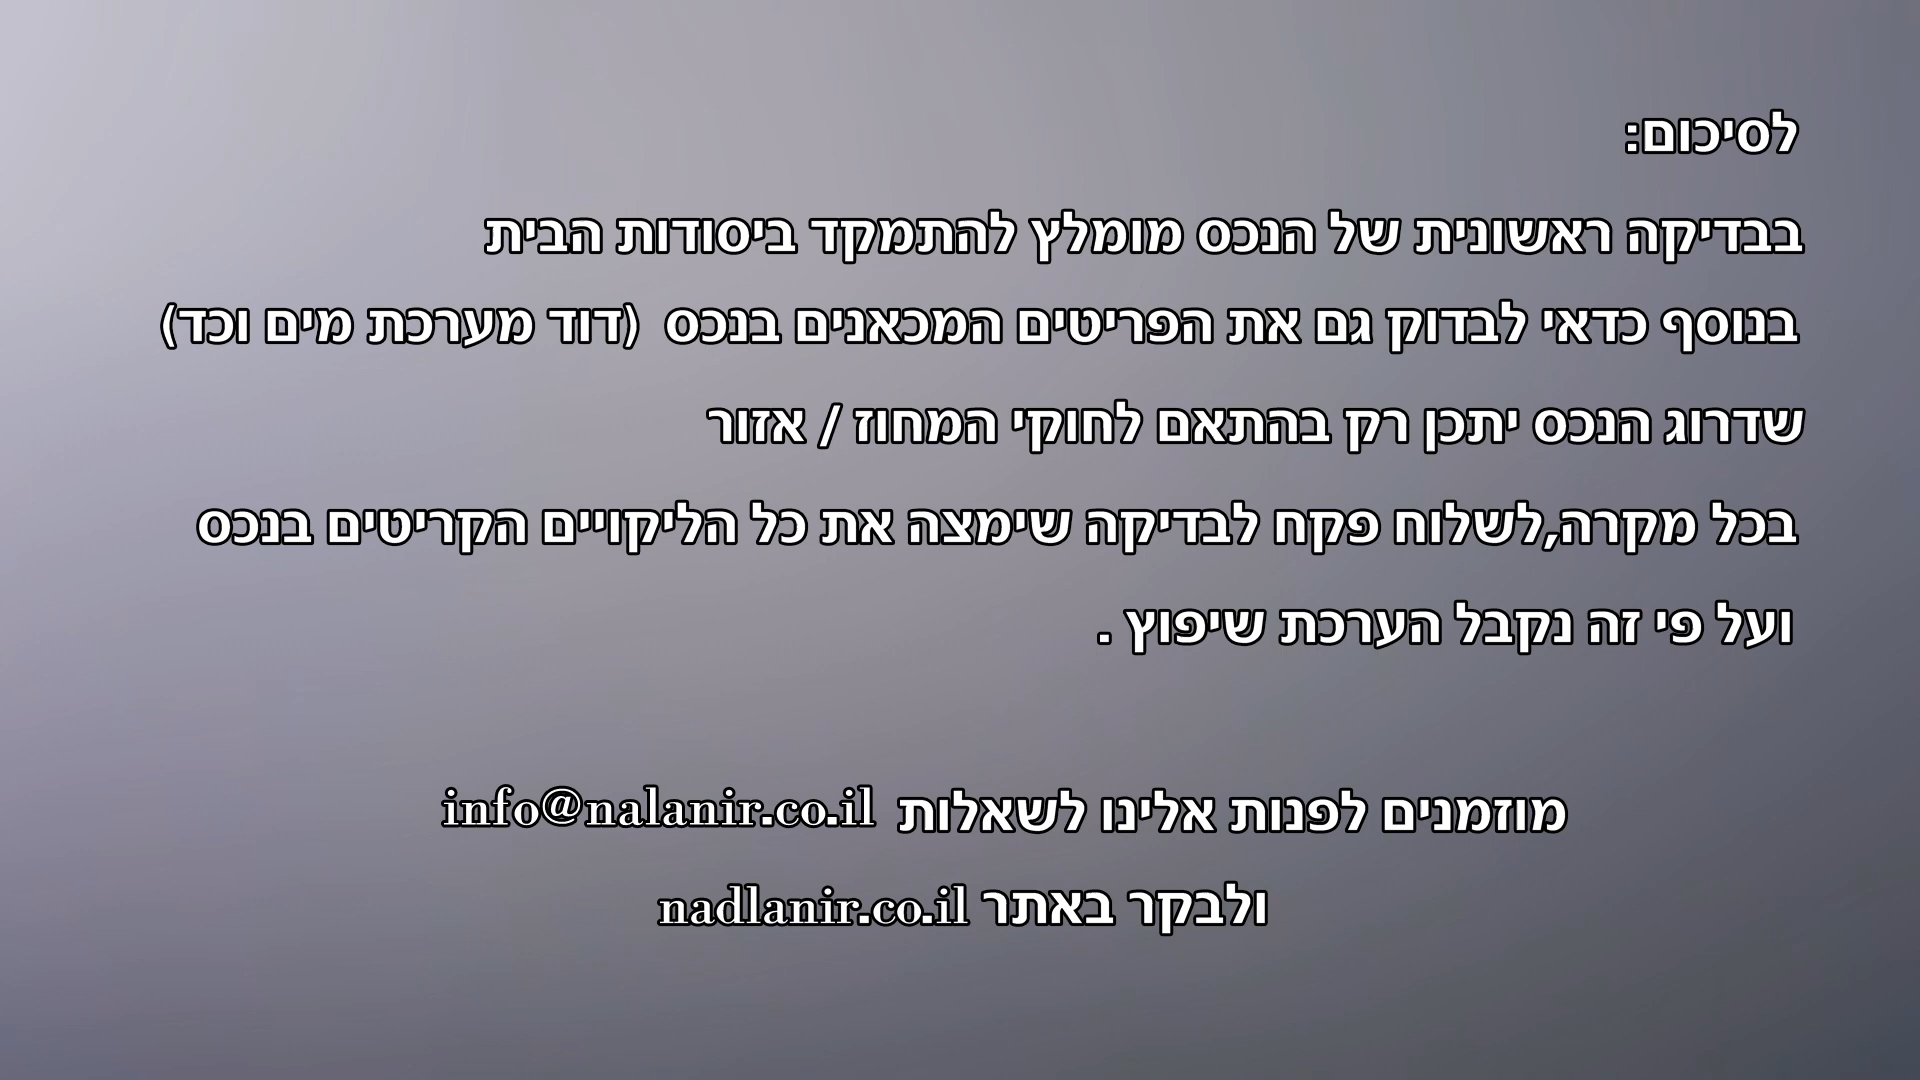 לסיכום:
בבדיקה ראשונית של הנכס מומלץ להתמקד ביסודות הבית
בנוסף כדאי לבדוק גם את הפריטים המכאנים בנכס (דוד מערכת מים וכד)
שדרוג הנכס יתכן רק בהתאם לחוקי המחוז / אזור
בכל מקרה,לשלוח פקח לבדיקה שימצה את כל הליקויים הקריטים בנכס
ועל פי זה נקבל הערכת שיפוץ .
מוזמנים לפנות אלינו לשאלות info@nalanir.co.il
ולבקר באתר nadlanir.co.il